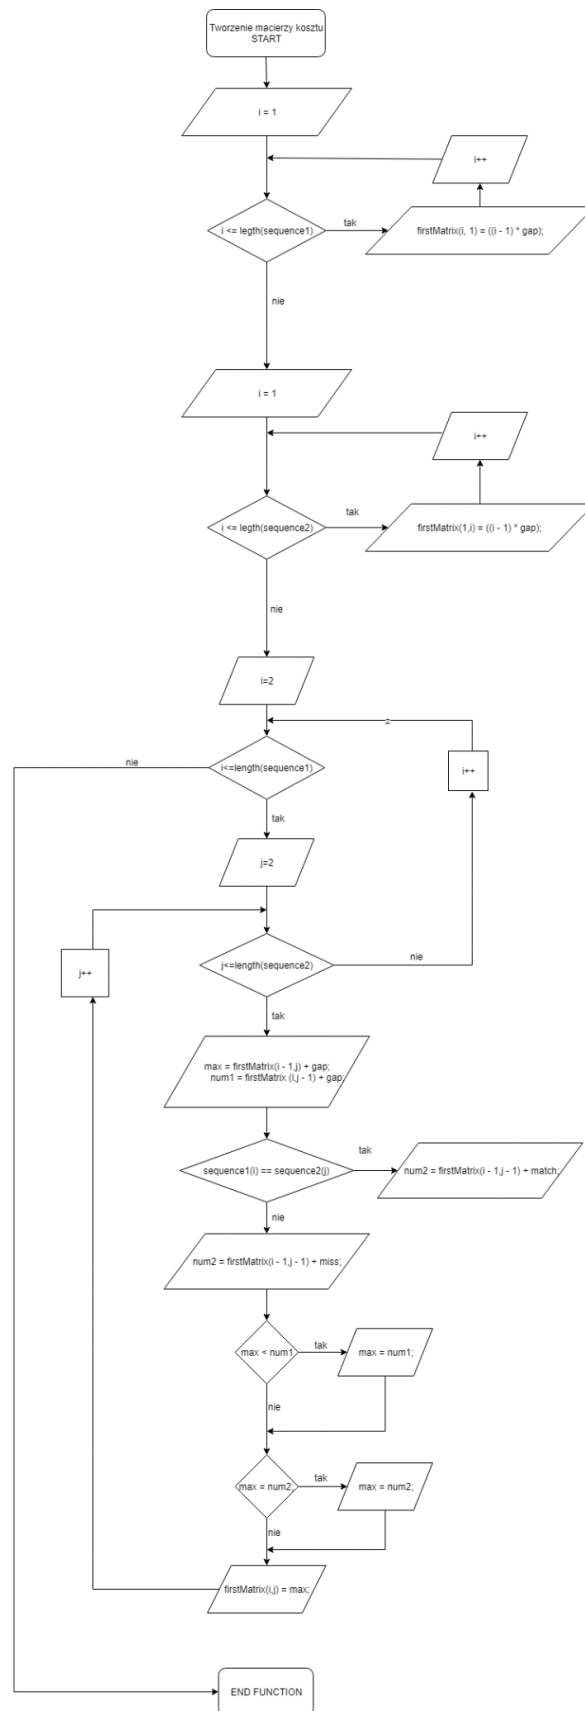 Tworzenie macierzy kosztu
START
i = 1
i++
i <= legth(sequence1)
tak
firstMatrix(i, 1) = ((i - 1) * gap);
nie
i = 1
i++
i <= legth(sequence2)
tak
firstMatrix(1,i) = ((i - 1) * gap);
nie
i=2
z
nie
i<=length(sequence1)
i++
tak
j=2
j++
j<=length(sequence2)
nie
tak
max = firstMatrix(i - 1,j) + gap;
num1 = firstMatrix (i,j - 1) + gap;
sequence1(i) == sequence2(j)
tak
num2 = firstMatrix(i - 1,j - 1) + match;
nie
num2 = firstMatrix(i - 1,j - 1) + miss;
max < num1
tak
max = num1;
nie
max = num2;
tak
max = num2;
nie
firstMatrix(i,j) = max;
END FUNCTION